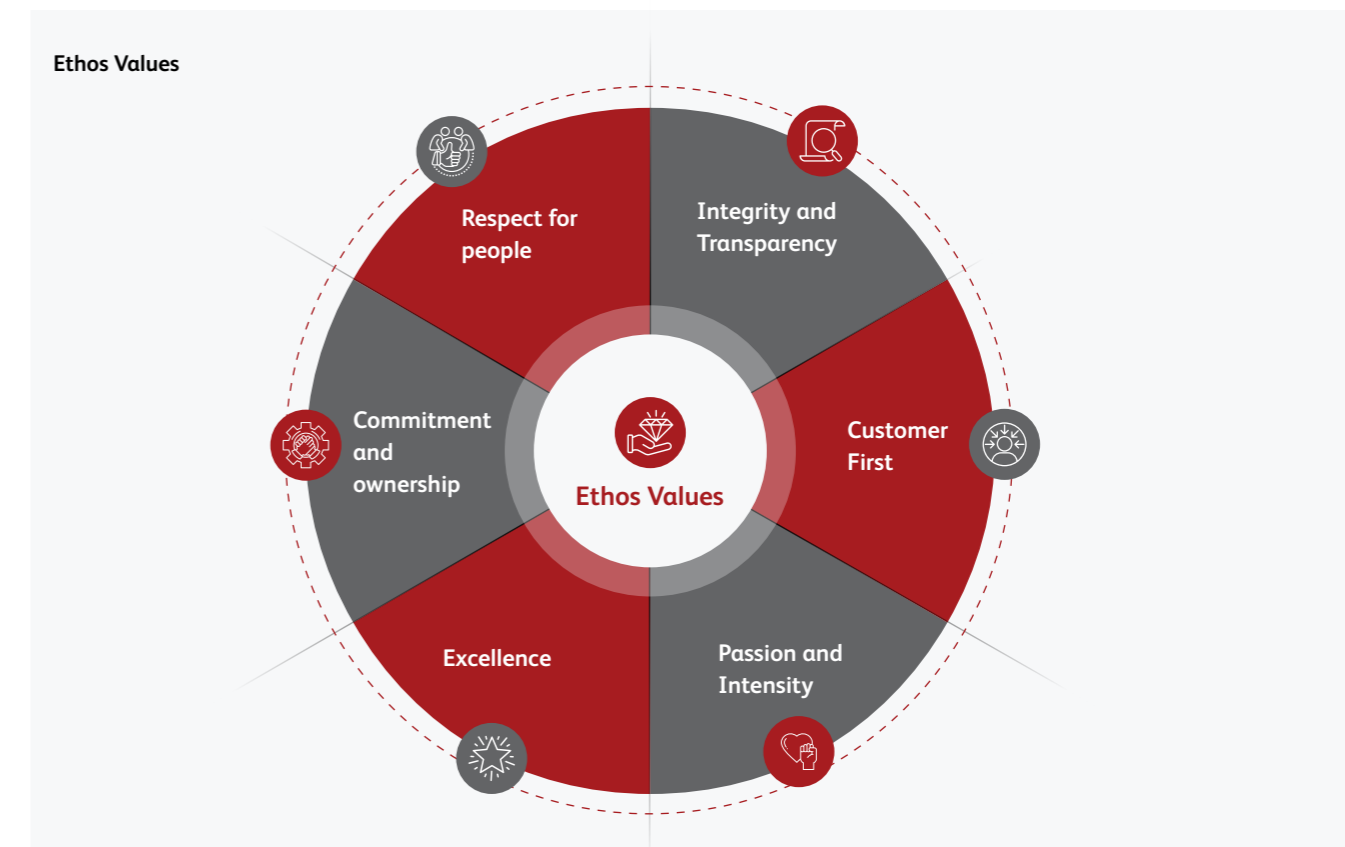 Ethos Values
Respect for
people
Integrity and
Transparency
Commitment
and
ownership
Ethos Values
Customer
First
Excellence
Passion and
Intensity